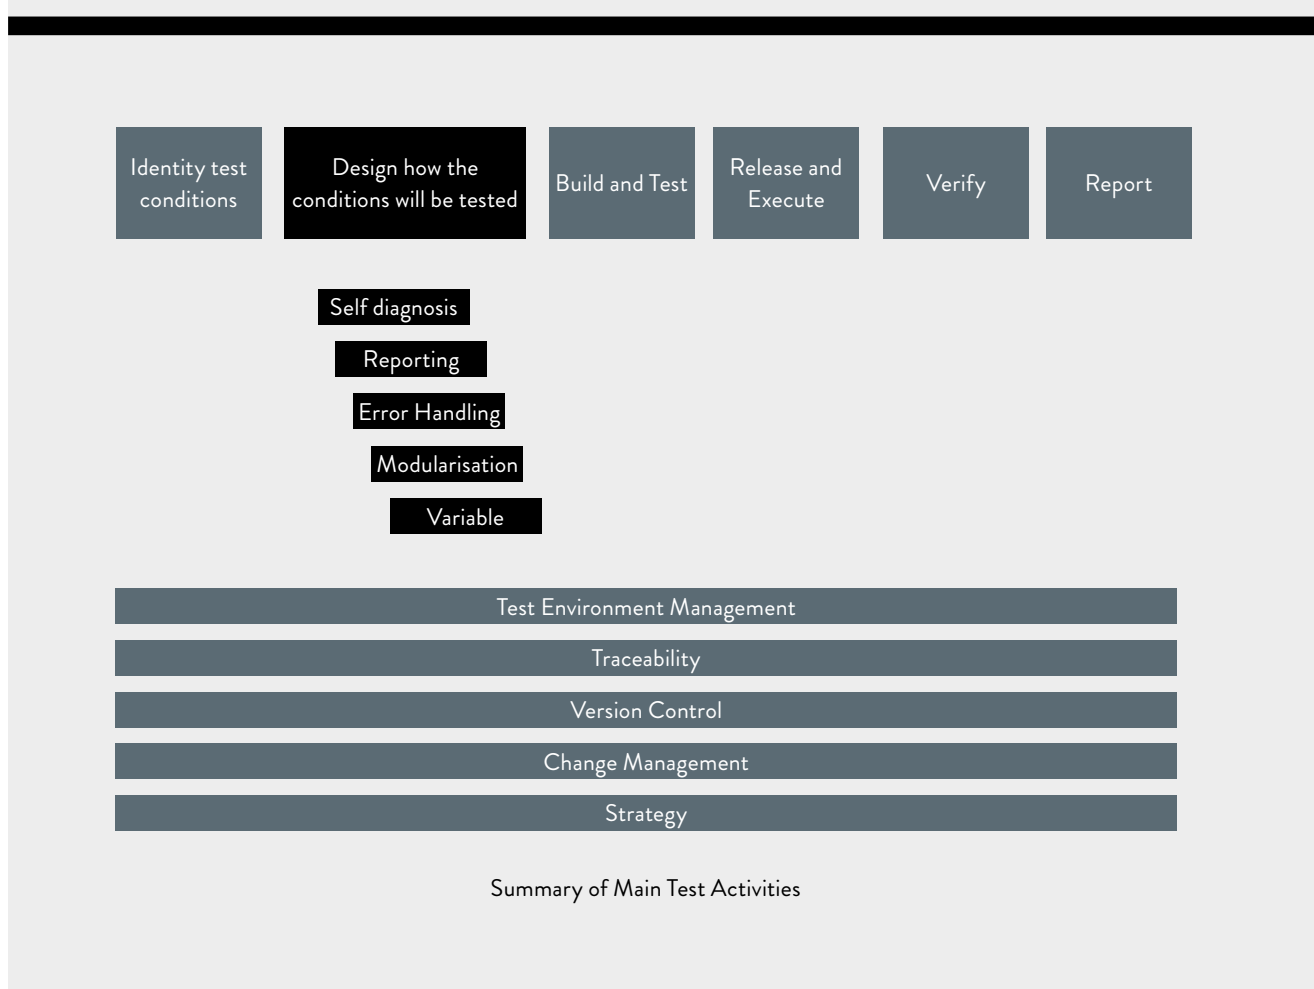 Identity test
conditions
Design how the
conditions will be tested
Build and Test
Release and
Execute
Verify
Report
Self diagnosis
Reporting
Error Handling
Modularisation
Variable
Test Environment Management
Traceability
Version Control
Change Management
Strategy
Summary of Main Test Activities